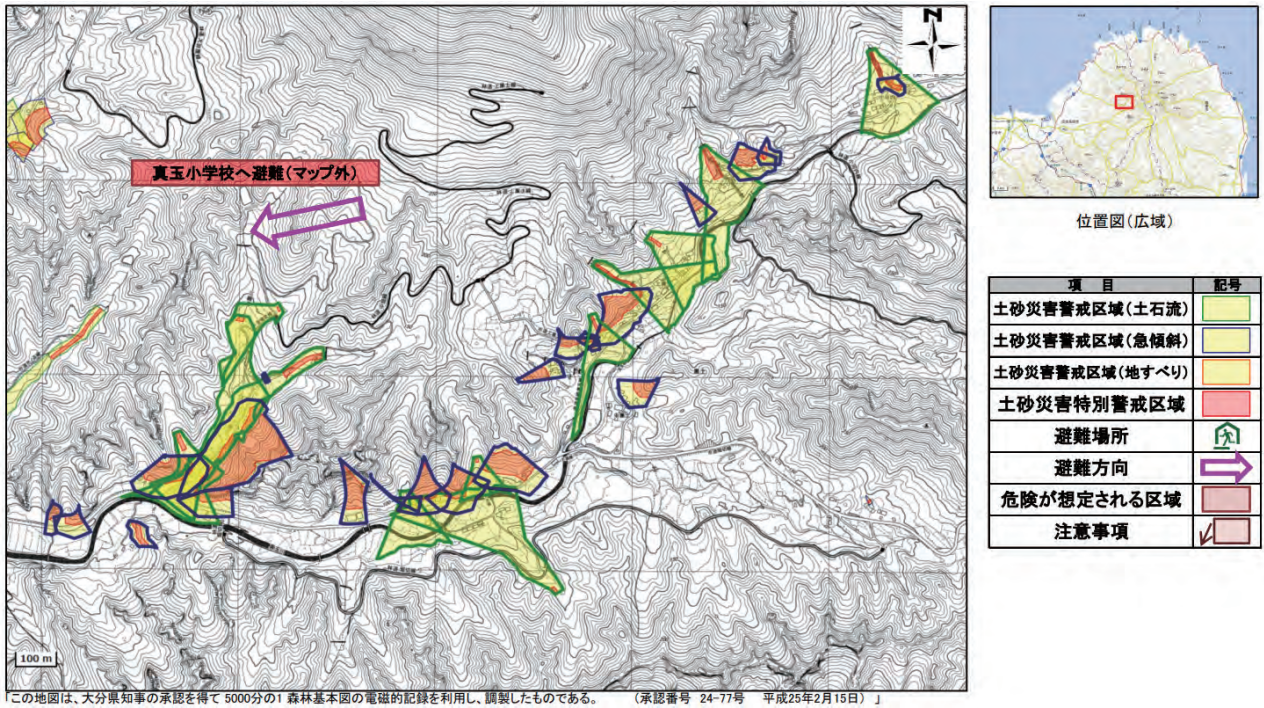 N
真玉小学校へ避難(マップ外)
100 m
「この地図は、大分県知事の承認を得て 5000分の1 森林基本図の電磁的記録を利用し、調製したものである。 (承認番号 24-77号 平成25年2月15日) 」
位置図(広域)
項 目 記号
土砂災害警戒区域(土石流)
土砂災害警戒区域(急傾斜)
土砂災害警戒区域(地すべり)
土砂災害特別警戒区域
避難場所
避難方向
危険が想定される区域
注意事項